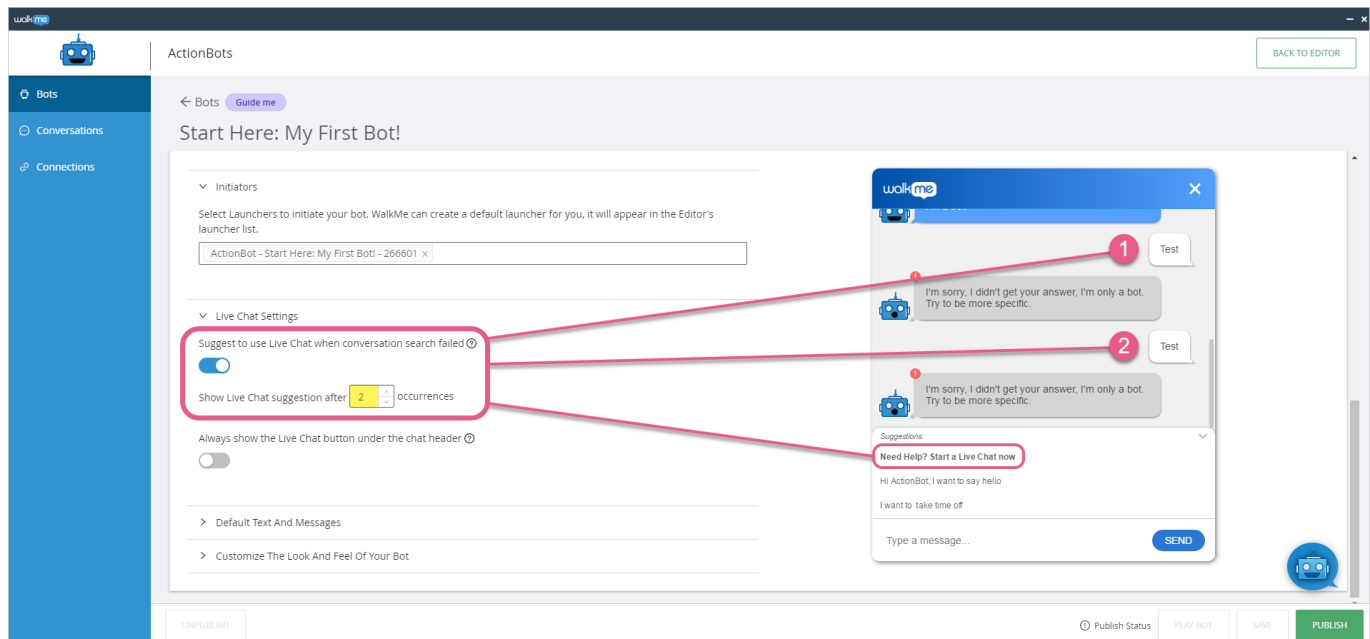 walkme
ActionBots
BACK TO EDITOR
Bots
Conversations
Connections
← Bots Guide me
Start Here: My First Bot!
Initiators
Select Launchers to initiate your bot. WalkMe can create a default launcher for you, it will appear in the Editor's
launcher list.
ActionBot - Start Here: My First Bot! - 266601 ×
Live Chat Settings
Suggest to use Live Chat when conversation search failed
Show Live Chat suggestion after 2 occurrences
Always show the Live Chat button under the chat header
Default Text And Messages
Customize The Look And Feel Of Your Bot
walkme
1
Test
I'm sorry, I didn't get your answer, I'm only a bot.
Try to be more specific.
2
Test
I'm sorry, I didn't get your answer, I'm only a bot.
Try to be more specific.
Suggestions:
Need Help? Start a Live Chat now
Hi ActionBot, I want to say hello
I want to take time off
Type a message...
SEND
UNPUBLISH
Publish Status
PLAY BOT
SAVE
PUBLISH